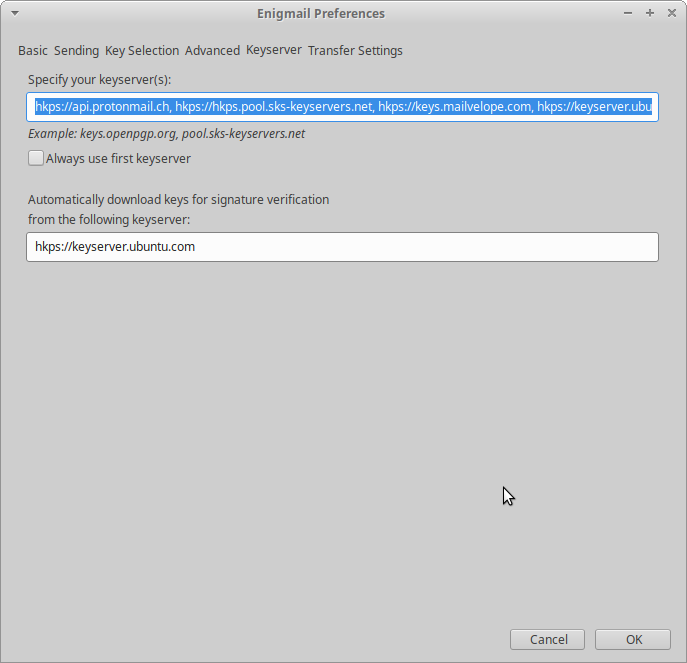 Enigmail Preferences
Basic Sending Key Selection Advanced Keyserver Transfer Settings
Specify your keyserver(s):
hkps://api.protonmail.ch, hkps://hkps.pool.sks-keyservers.net, hkps://keys.mailvelope.com, hkps://keyserver.ubu
Example: keys.openpgp.org, pool.sks-keyservers.net
Always use first keyserver
Automatically download keys for signature verification
from the following keyserver:
hkps://keyserver.ubuntu.com
Cancel OK